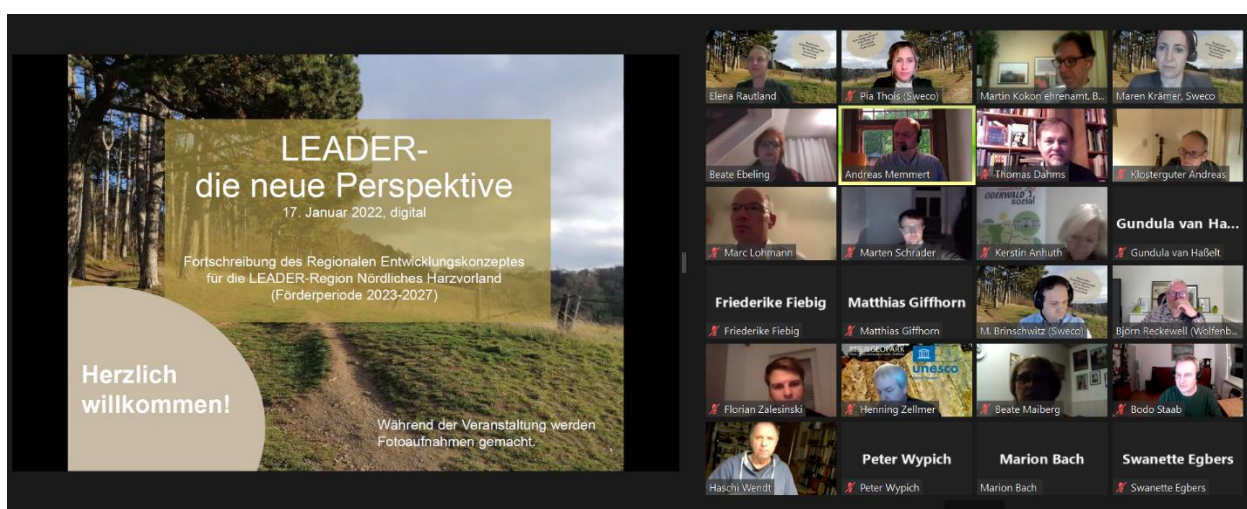 LEADER-
die neue Perspektive
17. Januar 2022, digital
Fortschreibung des Regionalen Entwicklungskonzeptes
für die LEADER-Region Nördliches Harzvorland
(Förderperiode 2023-2027)
Herzlich
willkommen!
Während der Veranstaltung werden
Fotoaufnahmen gemacht.
Elena Rautland
Pia Thois (Sweco)
Martin Kokon ehrenamt. B...
Maren Krämer, Sweco
Beate Ebeling
Andreas Memmert
Thomas Dahms
Klosterguter Andreas
Marc Lohmann
Marten Schrader
ODERWALD
sozial
Kerstin Anhuth
Gundula van Ha...
Gundula van Haßelt
Friederike Fiebig
Friederike Fiebig
Matthias Giffhorn
Matthias Giffhorn
M. Brinschwitz (Sweco)
Björn Reckewell (Wolfenb...
Florian Zalesinski
unesco
Henning Zellmer
Beate Maiberg
Bodo Staab
Haschi Wendt
Peter Wypich
Peter Wypich
Marion Bach
Marion Bach
Swanette Egbers
Swanette Egbers